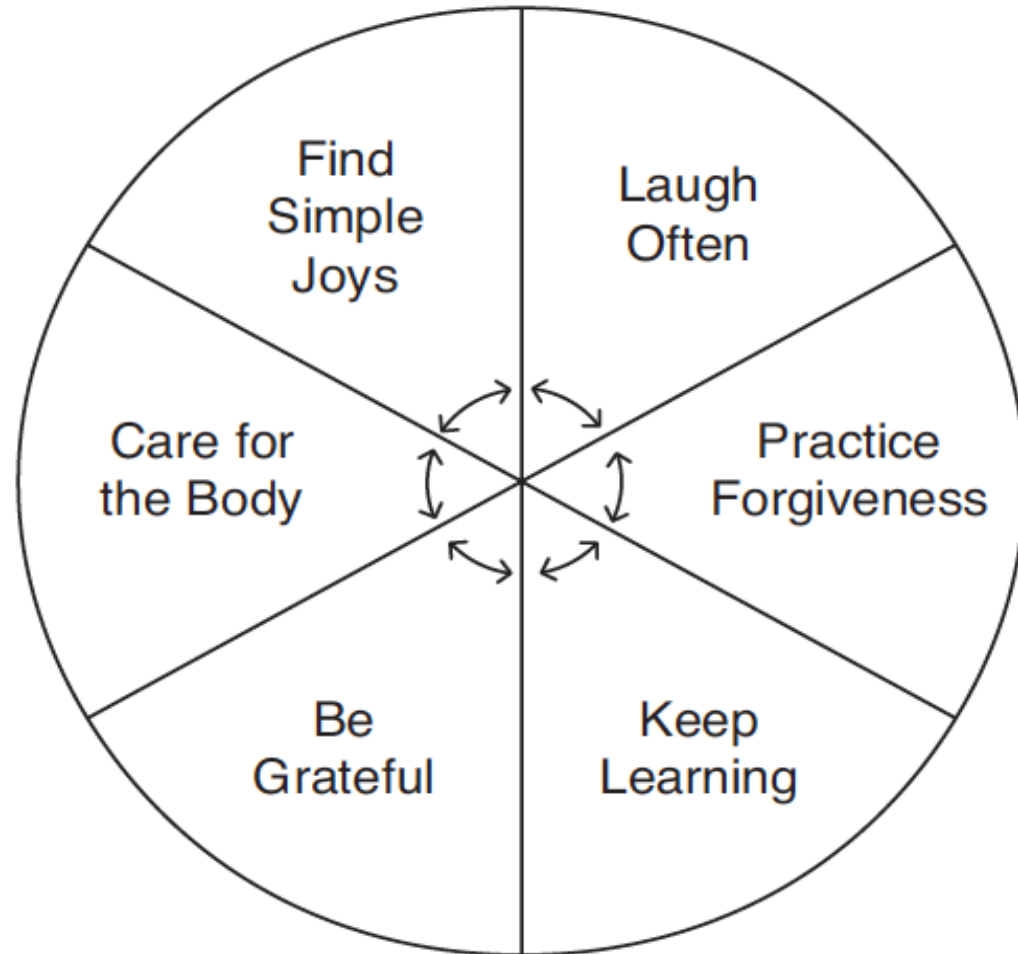 Find
Simple
Joys
Laugh
Often
Practice
Forgiveness
Keep
Learning
Be
Grateful
Care for
the Body